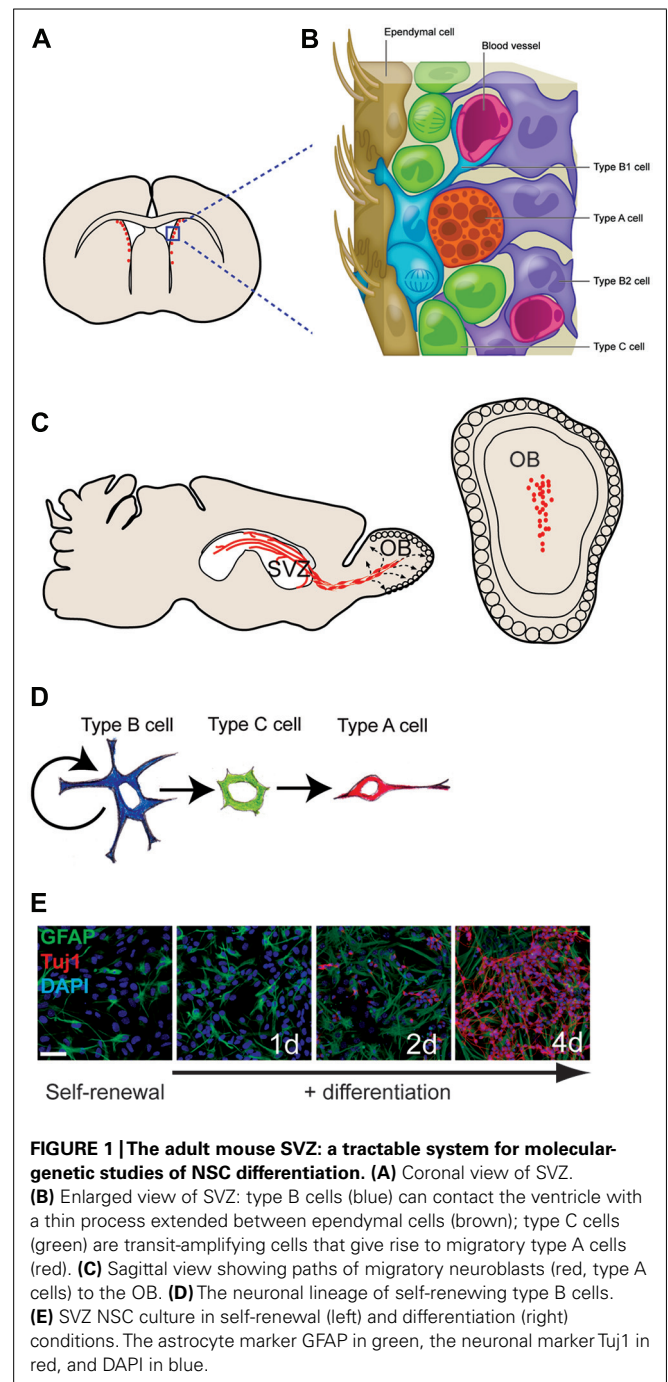 A
B
Ependymal cell
Blood vessel
Type B1 cell
Type A cell
Type B2 cell
Type C cell
C
SVZ
OB
OB
D
Type B cell
Type C cell
Type A cell
E
GFAP
Tuj1
DAPI
1d
2d
4d
Self-renewal
+ differentiation
FIGURE 1 | The adult mouse SVZ: a tractable system for molecular-
genetic studies of NSC differentiation. (A) Coronal view of SVZ.
(B) Enlarged view of SVZ: type B cells (blue) can contact the ventricle with
a thin process extended between ependymal cells (brown); type C cells
(green) are transit-amplifying cells that give rise to migratory type A cells
(red). (C) Sagittal view showing paths of migratory neuroblasts (red, type A
cells) to the OB. (D) The neuronal lineage of self-renewing type B cells.
(E) SVZ NSC culture in self-renewal (left) and differentiation (right)
conditions. The astrocyte marker GFAP in green, the neuronal marker Tuj1 in
red, and DAPI in blue.